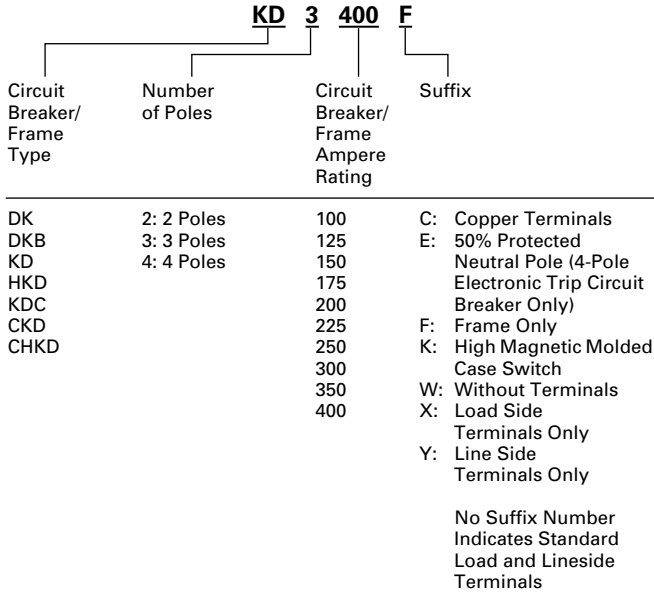 KD 3 400 F
Circuit
Breaker/
Frame
Type
Number
of Poles
Circuit
Breaker/
Frame
Ampere
Rating
Suffix
DK
DKB
KD
HKD
KDC
CKD
CHKD
2: 2 Poles
3: 3 Poles
4: 4 Poles
100
125
150
175
200
225
250
300
350
400
C: Copper Terminals
E: 50% Protected
Neutral Pole (4-Pole
Electronic Trip Circuit
Breaker Only)
F: Frame Only
K: High Magnetic Molded
Case Switch
W: Without Terminals
X: Load Side
Terminals Only
Y: Line Side
Terminals Only
No Suffix Number
Indicates Standard
Load and Lineside
Terminals